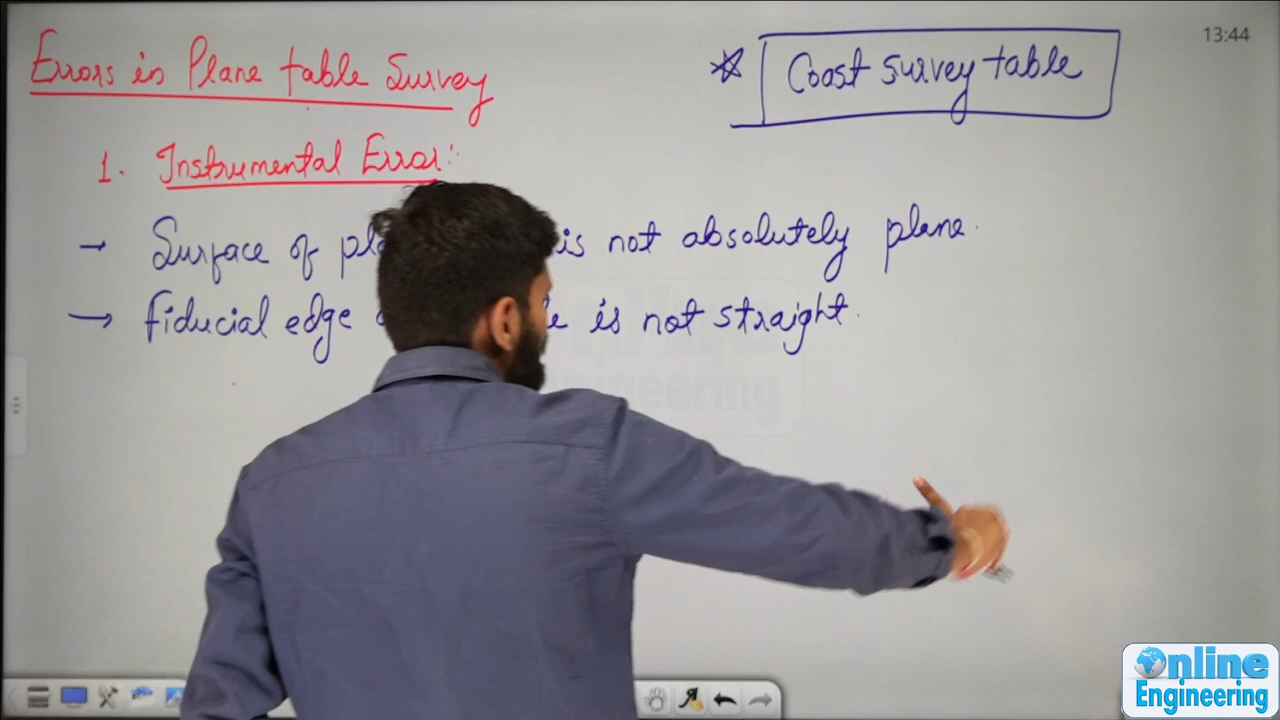 Errors in Plane table Survey
* Coast survey table
13:44
1. Instrumental Error:
→ Surface of is not absolutely plane.
→ fiducial edge is not straight.
Engineering
Online
Engineering